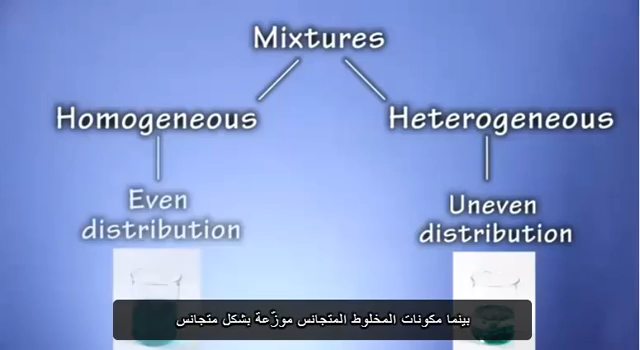 Mixtures
Homogeneous
Heterogeneous
Even
distribution
Uneven
distribution
بينما مكونات المخلوط المتجانس موزّعة بشكل متجانس